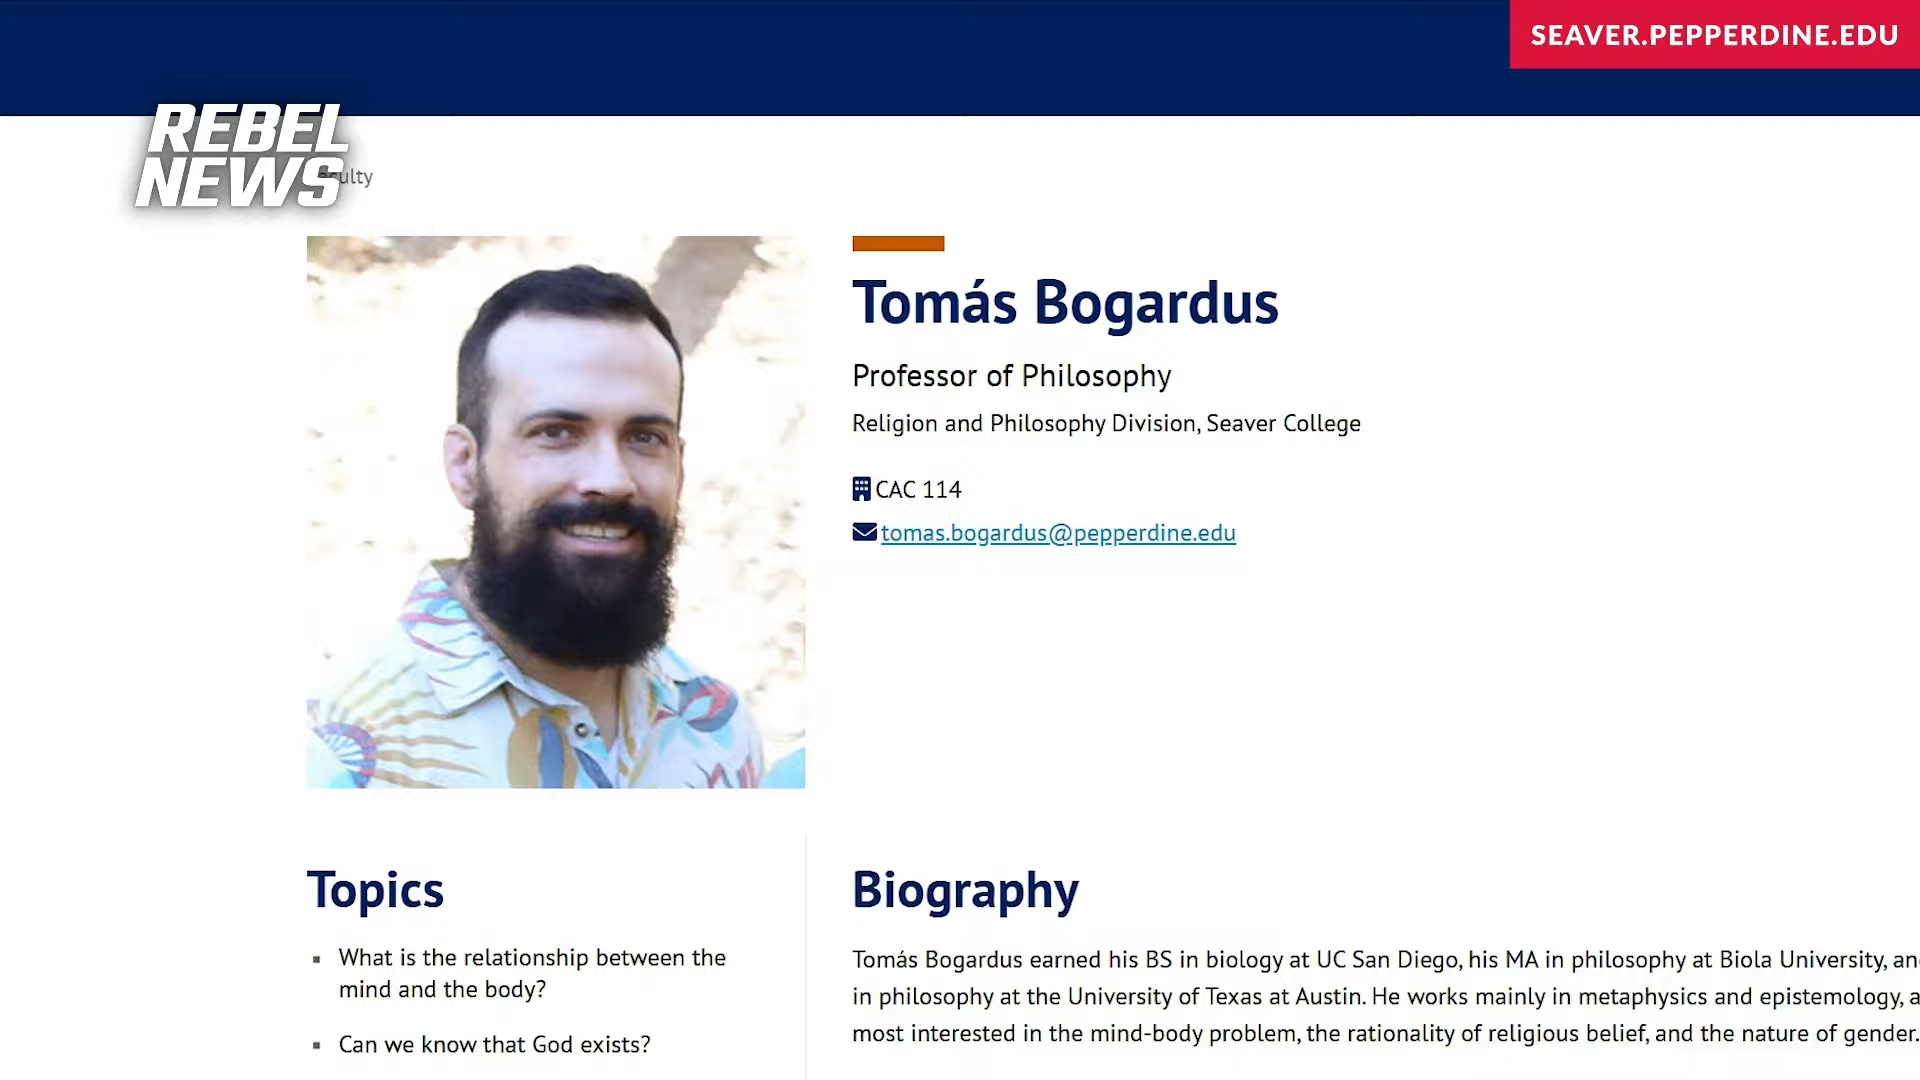 SEAVER.PEPPERDINE.EDU
REBEL
NEWS
Tomás Bogardus
Professor of Philosophy
Religion and Philosophy Division, Seaver College
CAC 114
tomas.bogardus@pepperdine.edu
Topics
What is the relationship between the
mind and the body?
Can we know that God exists?
Biography
Tomás Bogardus earned his BS in biology at UC San Diego, his MA in philosophy at Biola University,
in philosophy at the University of Texas at Austin. He works mainly in metaphysics and epistemology,
most interested in the mind-body problem, the rationality of religious belief, and the nature of gender.